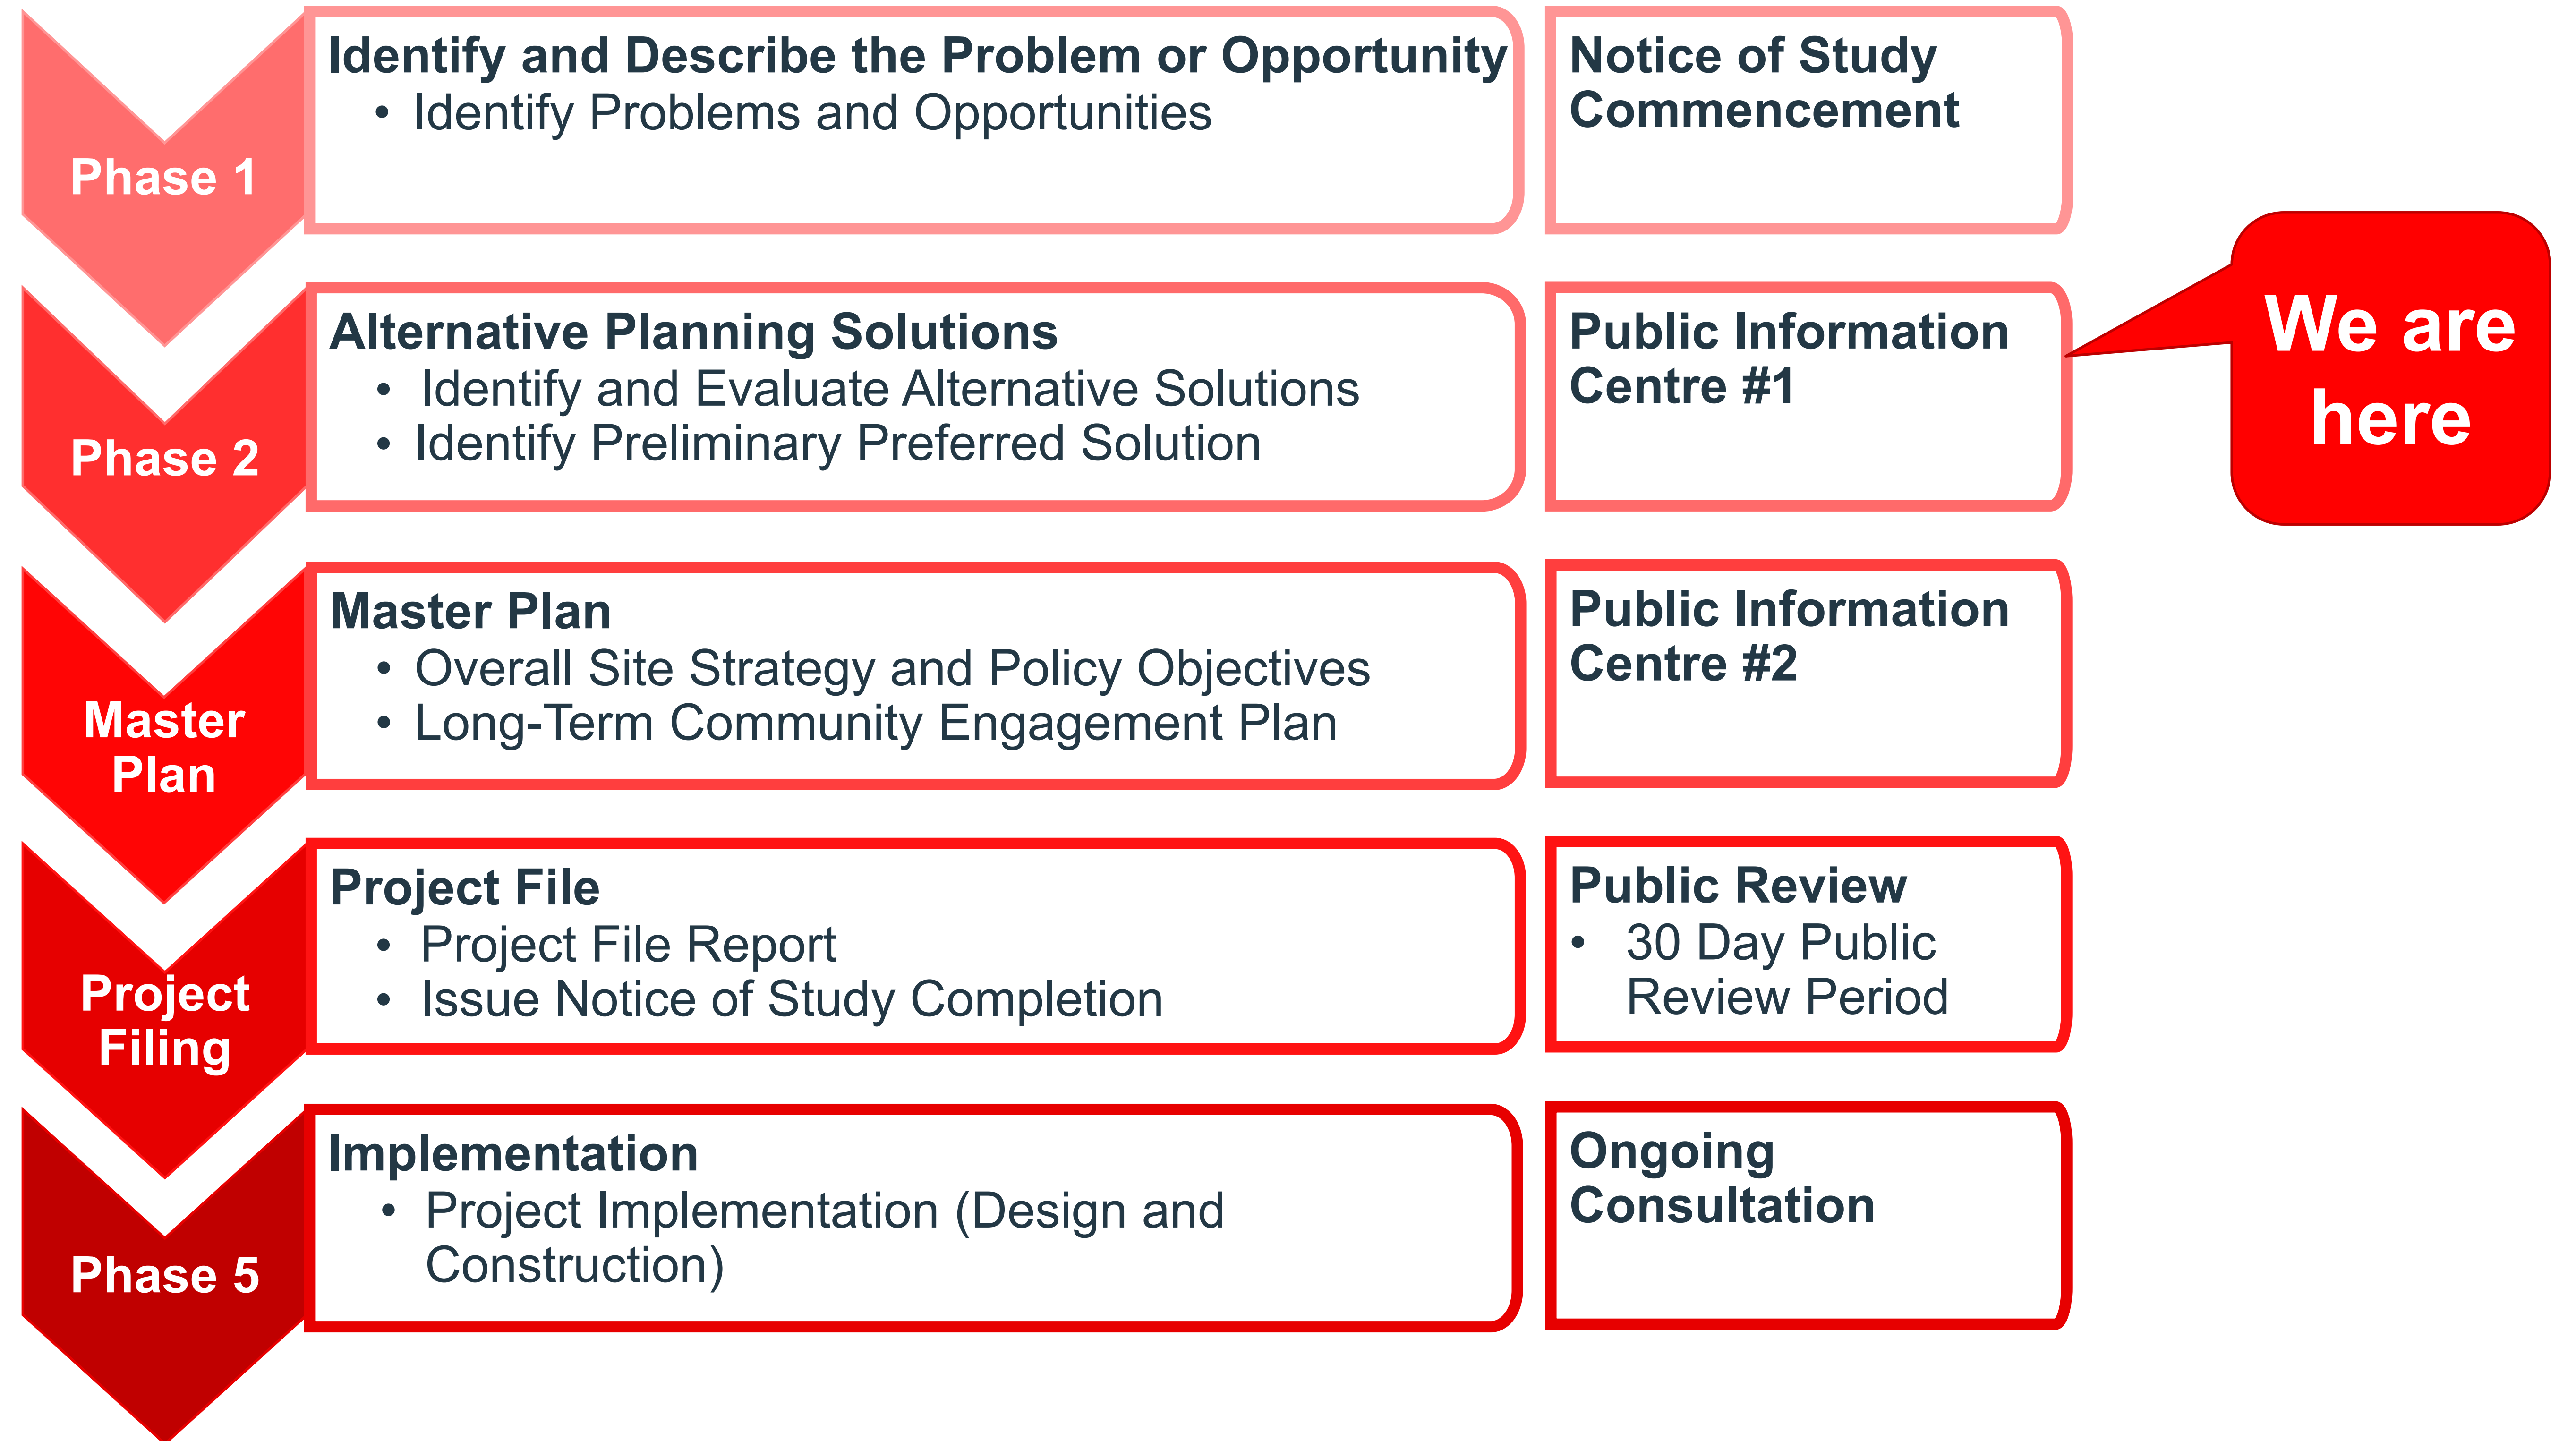 Phase 1
Identify and Describe the Problem or Opportunity
• Identify Problems and Opportunities
Notice of Study
Commencement
Phase 2
Alternative Planning Solutions
• Identify and Evaluate Alternative Solutions
• Identify Preliminary Preferred Solution
Public Information
Centre #1
We are
here
Master
Plan
Master Plan
• Overall Site Strategy and Policy Objectives
• Long-Term Community Engagement Plan
Public Information
Centre #2
Project
Filing
Project File
• Project File Report
• Issue Notice of Study Completion
Public Review
• 30 Day Public
Review Period
Phase 5
Implementation
• Project Implementation (Design and
Construction)
Ongoing
Consultation